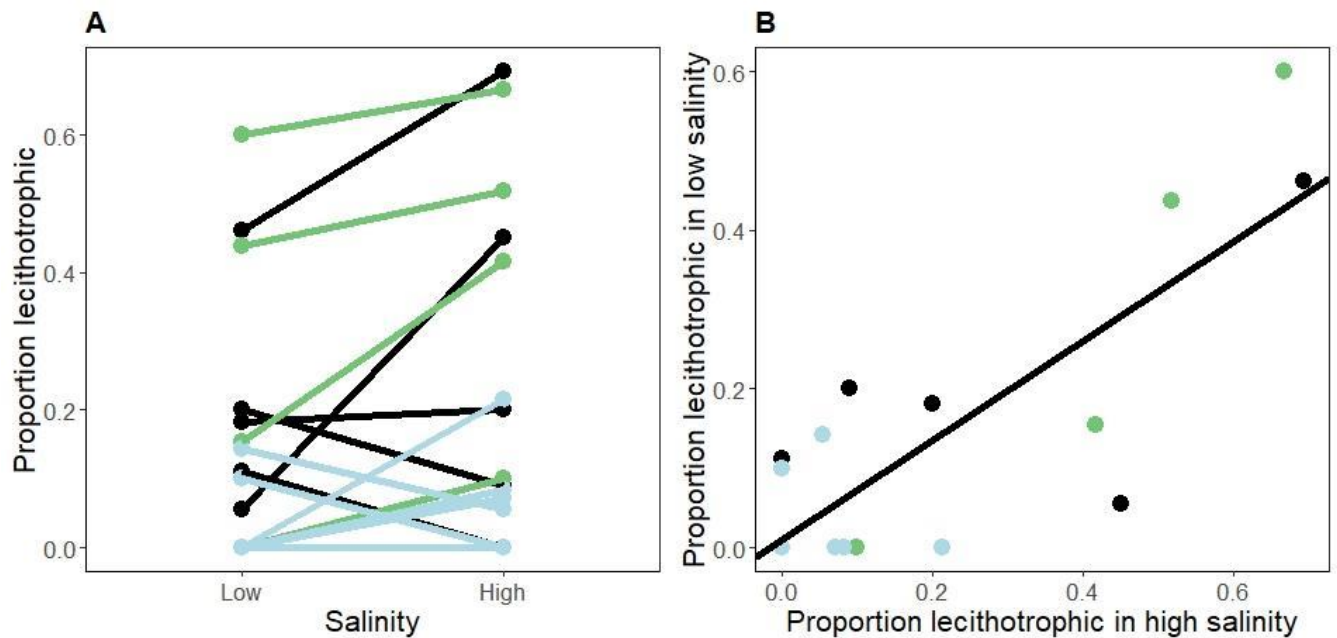 A
Proportion lecithotrophic
0.6
0.4
0.2
0.0
Low
High
Salinity
B
Proportion lecithotrophic in low salinity
0.6
0.4
0.2
0.0
0.0
0.2
0.4
0.6
Proportion lecithotrophic in high salinity